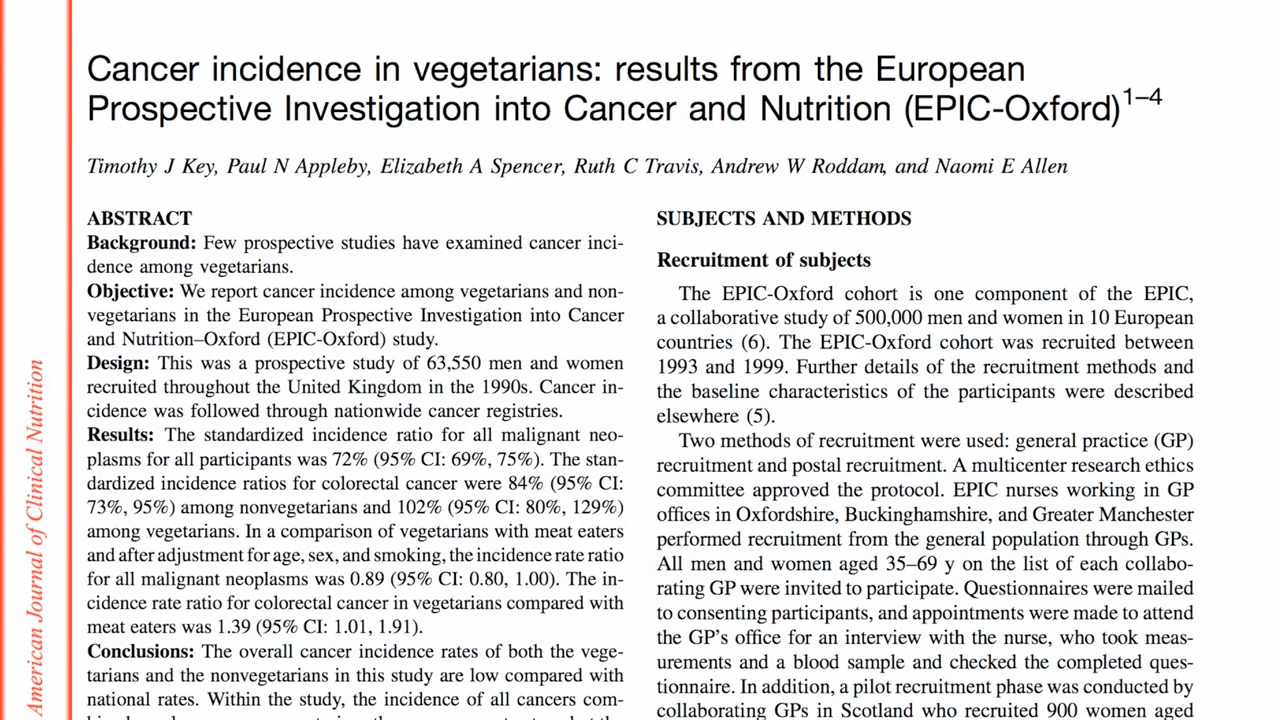 Cancer incidence in vegetarians: results from the European
Prospective Investigation into Cancer and Nutrition (EPIC-Oxford)1–4
Timothy J Key, Paul N Appleby, Elizabeth A Spencer, Ruth C Travis, Andrew W Roddam, and Naomi E Allen
American Journal of Clinical Nutrition
ABSTRACT
Background: Few prospective studies have examined cancer inci-
dence among vegetarians.
Objective: We report cancer incidence among vegetarians and non-
vegetarians in the European Prospective Investigation into Cancer
and Nutrition–Oxford (EPIC-Oxford) study.
Design: This was a prospective study of 63,550 men and women
recruited throughout the United Kingdom in the 1990s. Cancer in-
cidence was followed through nationwide cancer registries.
Results: The standardized incidence ratio for all malignant neo-
plasms for all participants was 72% (95% CI: 69%, 75%). The stan-
dardized incidence ratios for colorectal cancer were 84% (95% CI:
73%, 95%) among nonvegetarians and 102% (95% CI: 80%, 129%)
among vegetarians. In a comparison of vegetarians with meat eaters
and after adjustment for age, sex, and smoking, the incidence rate ratio
for all malignant neoplasms was 0.89 (95% CI: 0.80, 1.00). The in-
cidence rate ratio for colorectal cancer in vegetarians compared with
meat eaters was 1.39 (95% CI: 1.01, 1.91).
Conclusions: The overall cancer incidence rates of both the vege-
tarians and the nonvegetarians in this study are low compared with
national rates. Within the study, the incidence of all cancers com-
SUBJECTS AND METHODS
Recruitment of subjects
The EPIC-Oxford cohort is one component of the EPIC,
a collaborative study of 500,000 men and women in 10 European
countries (6). The EPIC-Oxford cohort was recruited between
1993 and 1999. Further details of the recruitment methods and
the baseline characteristics of the participants were described
elsewhere (5).
Two methods of recruitment were used: general practice (GP)
recruitment and postal recruitment. A multicenter research ethics
committee approved the protocol. EPIC nurses working in GP
offices in Oxfordshire, Buckinghamshire, and Greater Manchester
performed recruitment from the general population through GPs.
All men and women aged 35–69 y on the list of each collabo-
rating GP were invited to participate. Questionnaires were mailed
to consenting participants, and appointments were made to attend
the GP's office for an interview with the nurse, who took meas-
urements and a blood sample and checked the completed ques-
tionnaire. In addition, a pilot recruitment phase was conducted by
collaborating GPs in Scotland who recruited 900 women aged